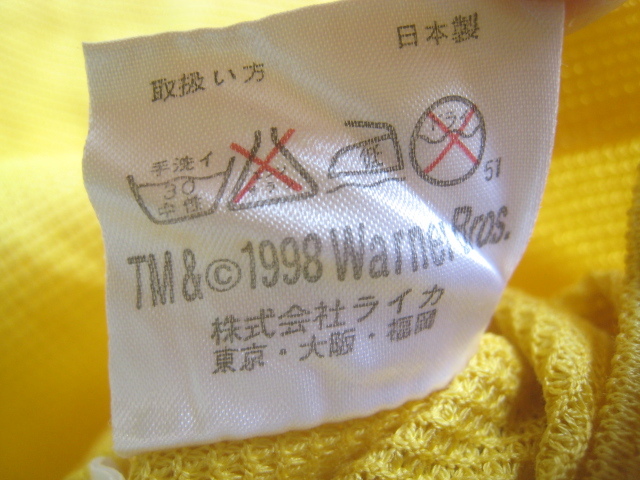 日本製
取扱い方
手洗イ
30
中性
低
51
TM&©1998 Warner Bros.
株式会社ライカ
東京・大阪・福岡